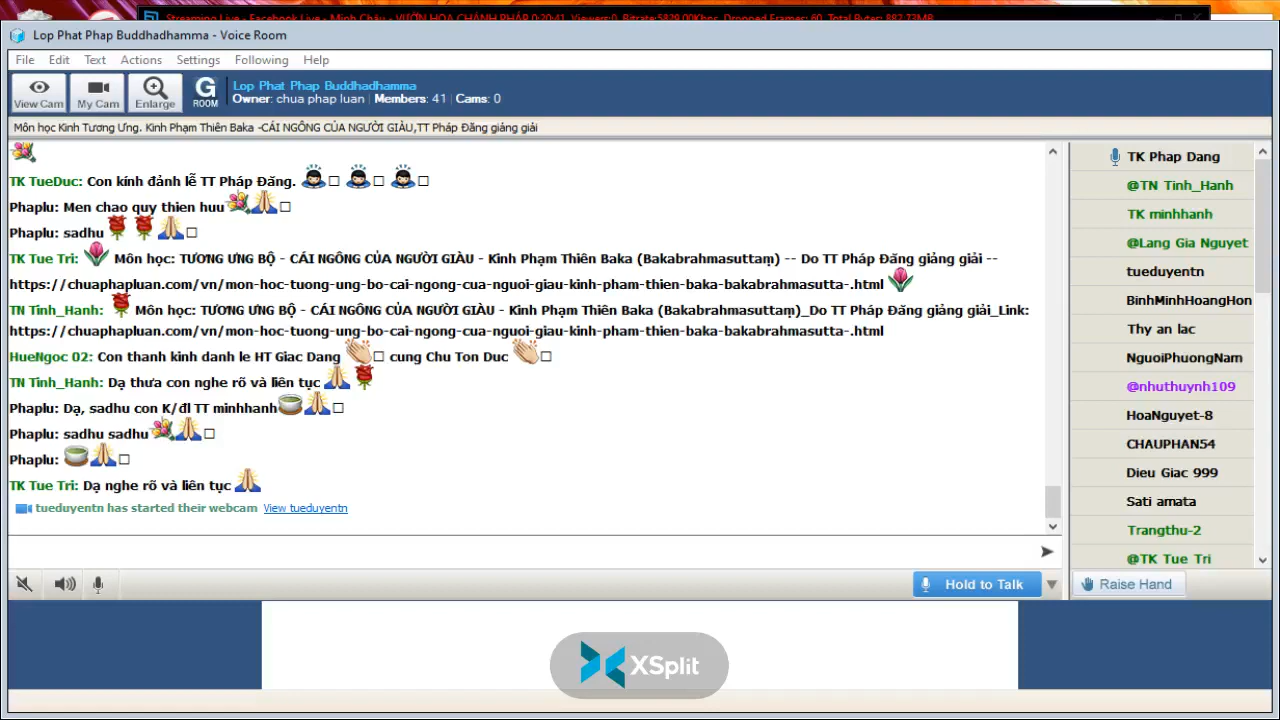 Streaming Live - Facebook Live - Minh Châu - VƯỜN HOA CHÁNH PHÁP 0:20:41, Viewers:0, Bitrate:5829.00Kbps, Dropped Frames: 60, Total Bytes: 882.73MB
Lop Phat Phap Buddhadhamma - Voice Room
File Edit Text Actions Settings Following Help
View Cam My Cam Enlarge G ROOM
Lop Phat Phap Buddhadhamma
Owner: chua phap luan | Members: 41 | Cams: 0
Môn học Kinh Tương Ưng. Kinh Phạm Thiên Baka -CÁI NGÔNG CỦA NGƯỜI GIÀU,TT Pháp Đăng giảng giải
TK TueDuc: Con kính đảnh lễ TT Pháp Đăng.
Phaplu: Men chao quy thien huu
Phaplu: sadhu
TK Tue Tri: Môn học: TƯƠNG ƯNG BỘ - CÁI NGÔNG CỦA NGƯỜI GIÀU - Kinh Phạm Thiên Baka (Bakabrahmasuttaṃ) -- Do TT Pháp Đăng giảng giải --
https://chuaphapluan.com/vn/mon-hoc-tuong-ung-bo-cai-ngong-cua-nguoi-giau-kinh-pham-thien-baka-bakabrahmasutta-.html
TN Tinh_Hanh: Môn học: TƯƠNG ƯNG BỘ - CÁI NGÔNG CỦA NGƯỜI GIÀU - Kinh Phạm Thiên Baka (Bakabrahmasuttaṃ)_Do TT Pháp Đăng giảng giải_Link:
https://chuaphapluan.com/vn/mon-hoc-tuong-ung-bo-cai-ngong-cua-nguoi-giau-kinh-pham-thien-baka-bakabrahmasutta-.html
HueNgoc 02: Con thanh kinh danh le HT Giac Dang cung Chu Ton Duc
TN Tinh_Hanh: Dạ thưa con nghe rõ và liên tục
Phaplu: Dạ, sadhu con K/đl TT minhhanh
Phaplu: sadhu sadhu
Phaplu:
TK Tue Tri: Dạ nghe rõ và liên tục
tueduyentn has started their webcam View tueduyentn
Hold to Talk
TK Phap Dang
@TN Tinh_Hanh
TK minhhanh
@Lang Gia Nguyet
tueduyentn
BinhMinhHoangHon
Thy an lac
NguoiPhuongNam
@nhuthuynh109
HoaNguyet-8
CHAUPHAN54
Dieu Giac 999
Sati amata
Trangthu-2
@TK Tue Tri
Raise Hand
XSplit